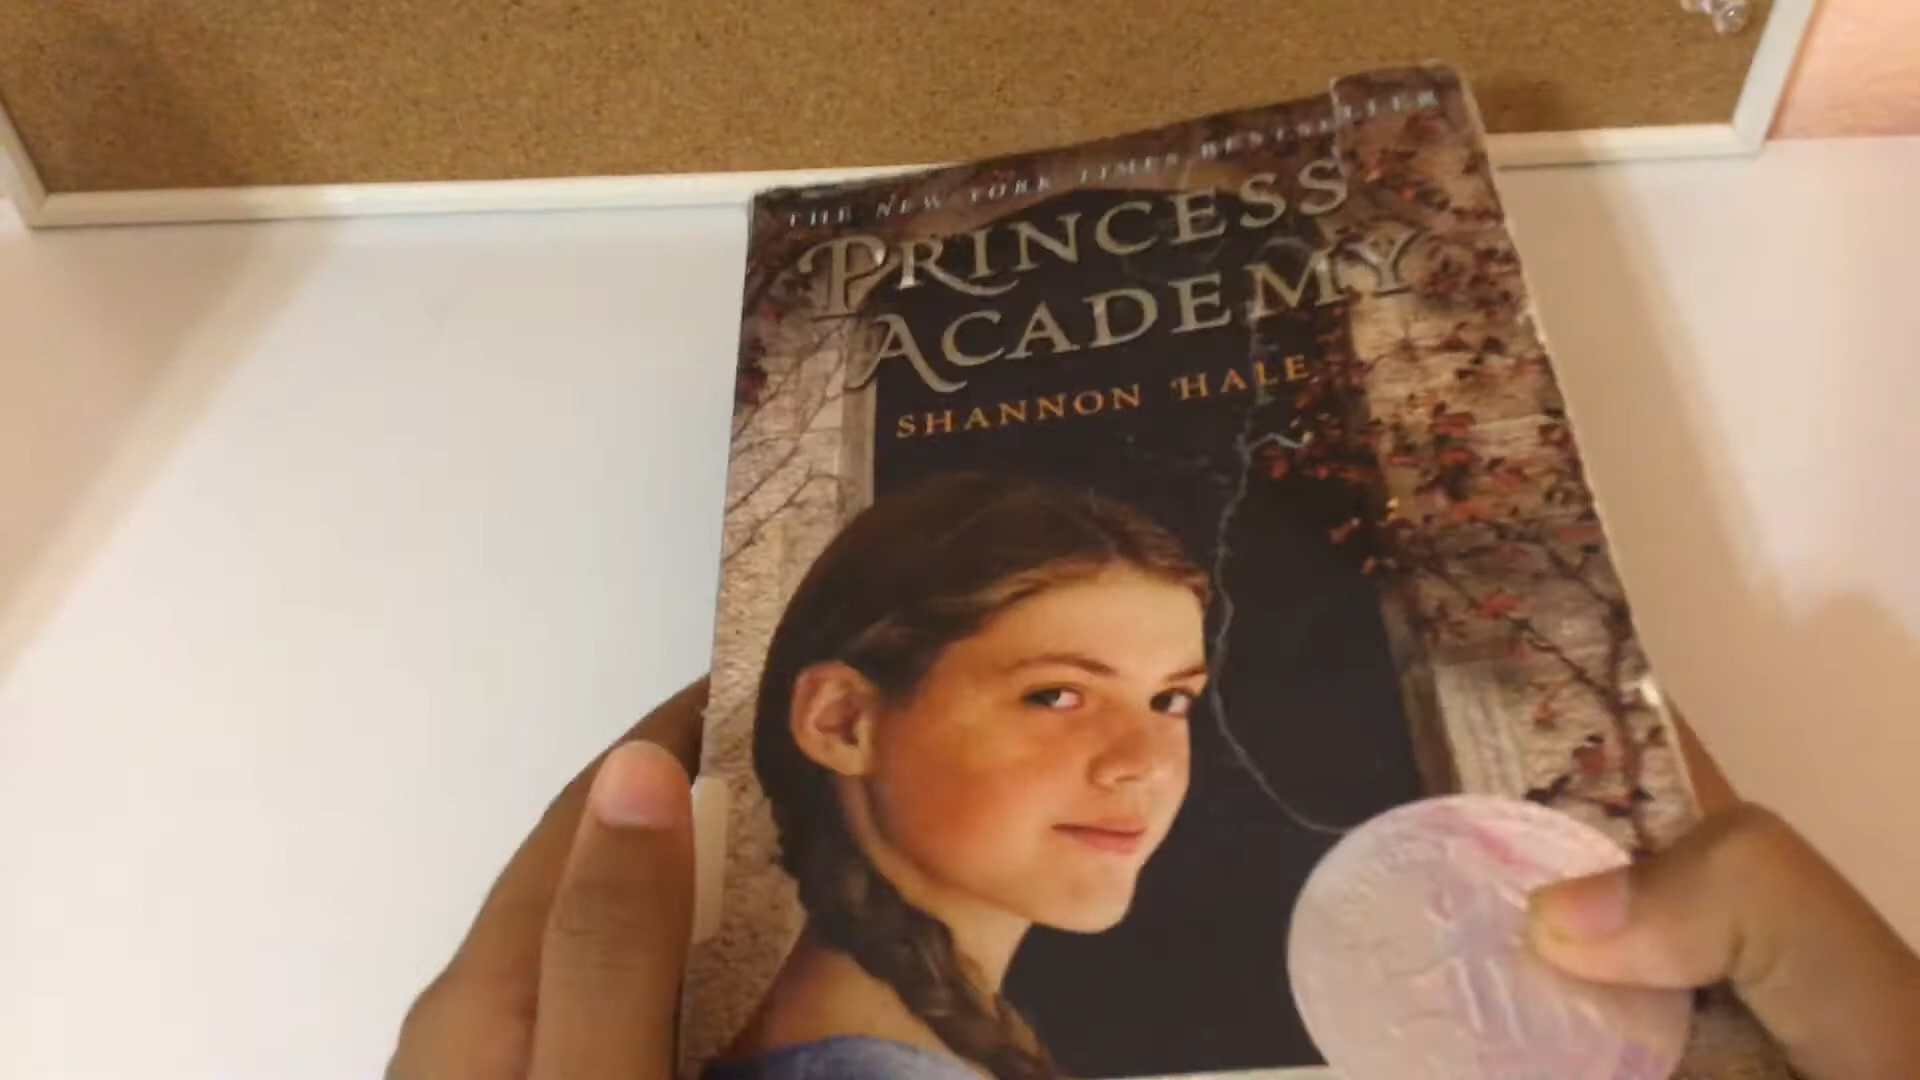 THE NEW YORK TIMES BESTSELLER
PRINCESS
ACADEMY
SHANNON HALE